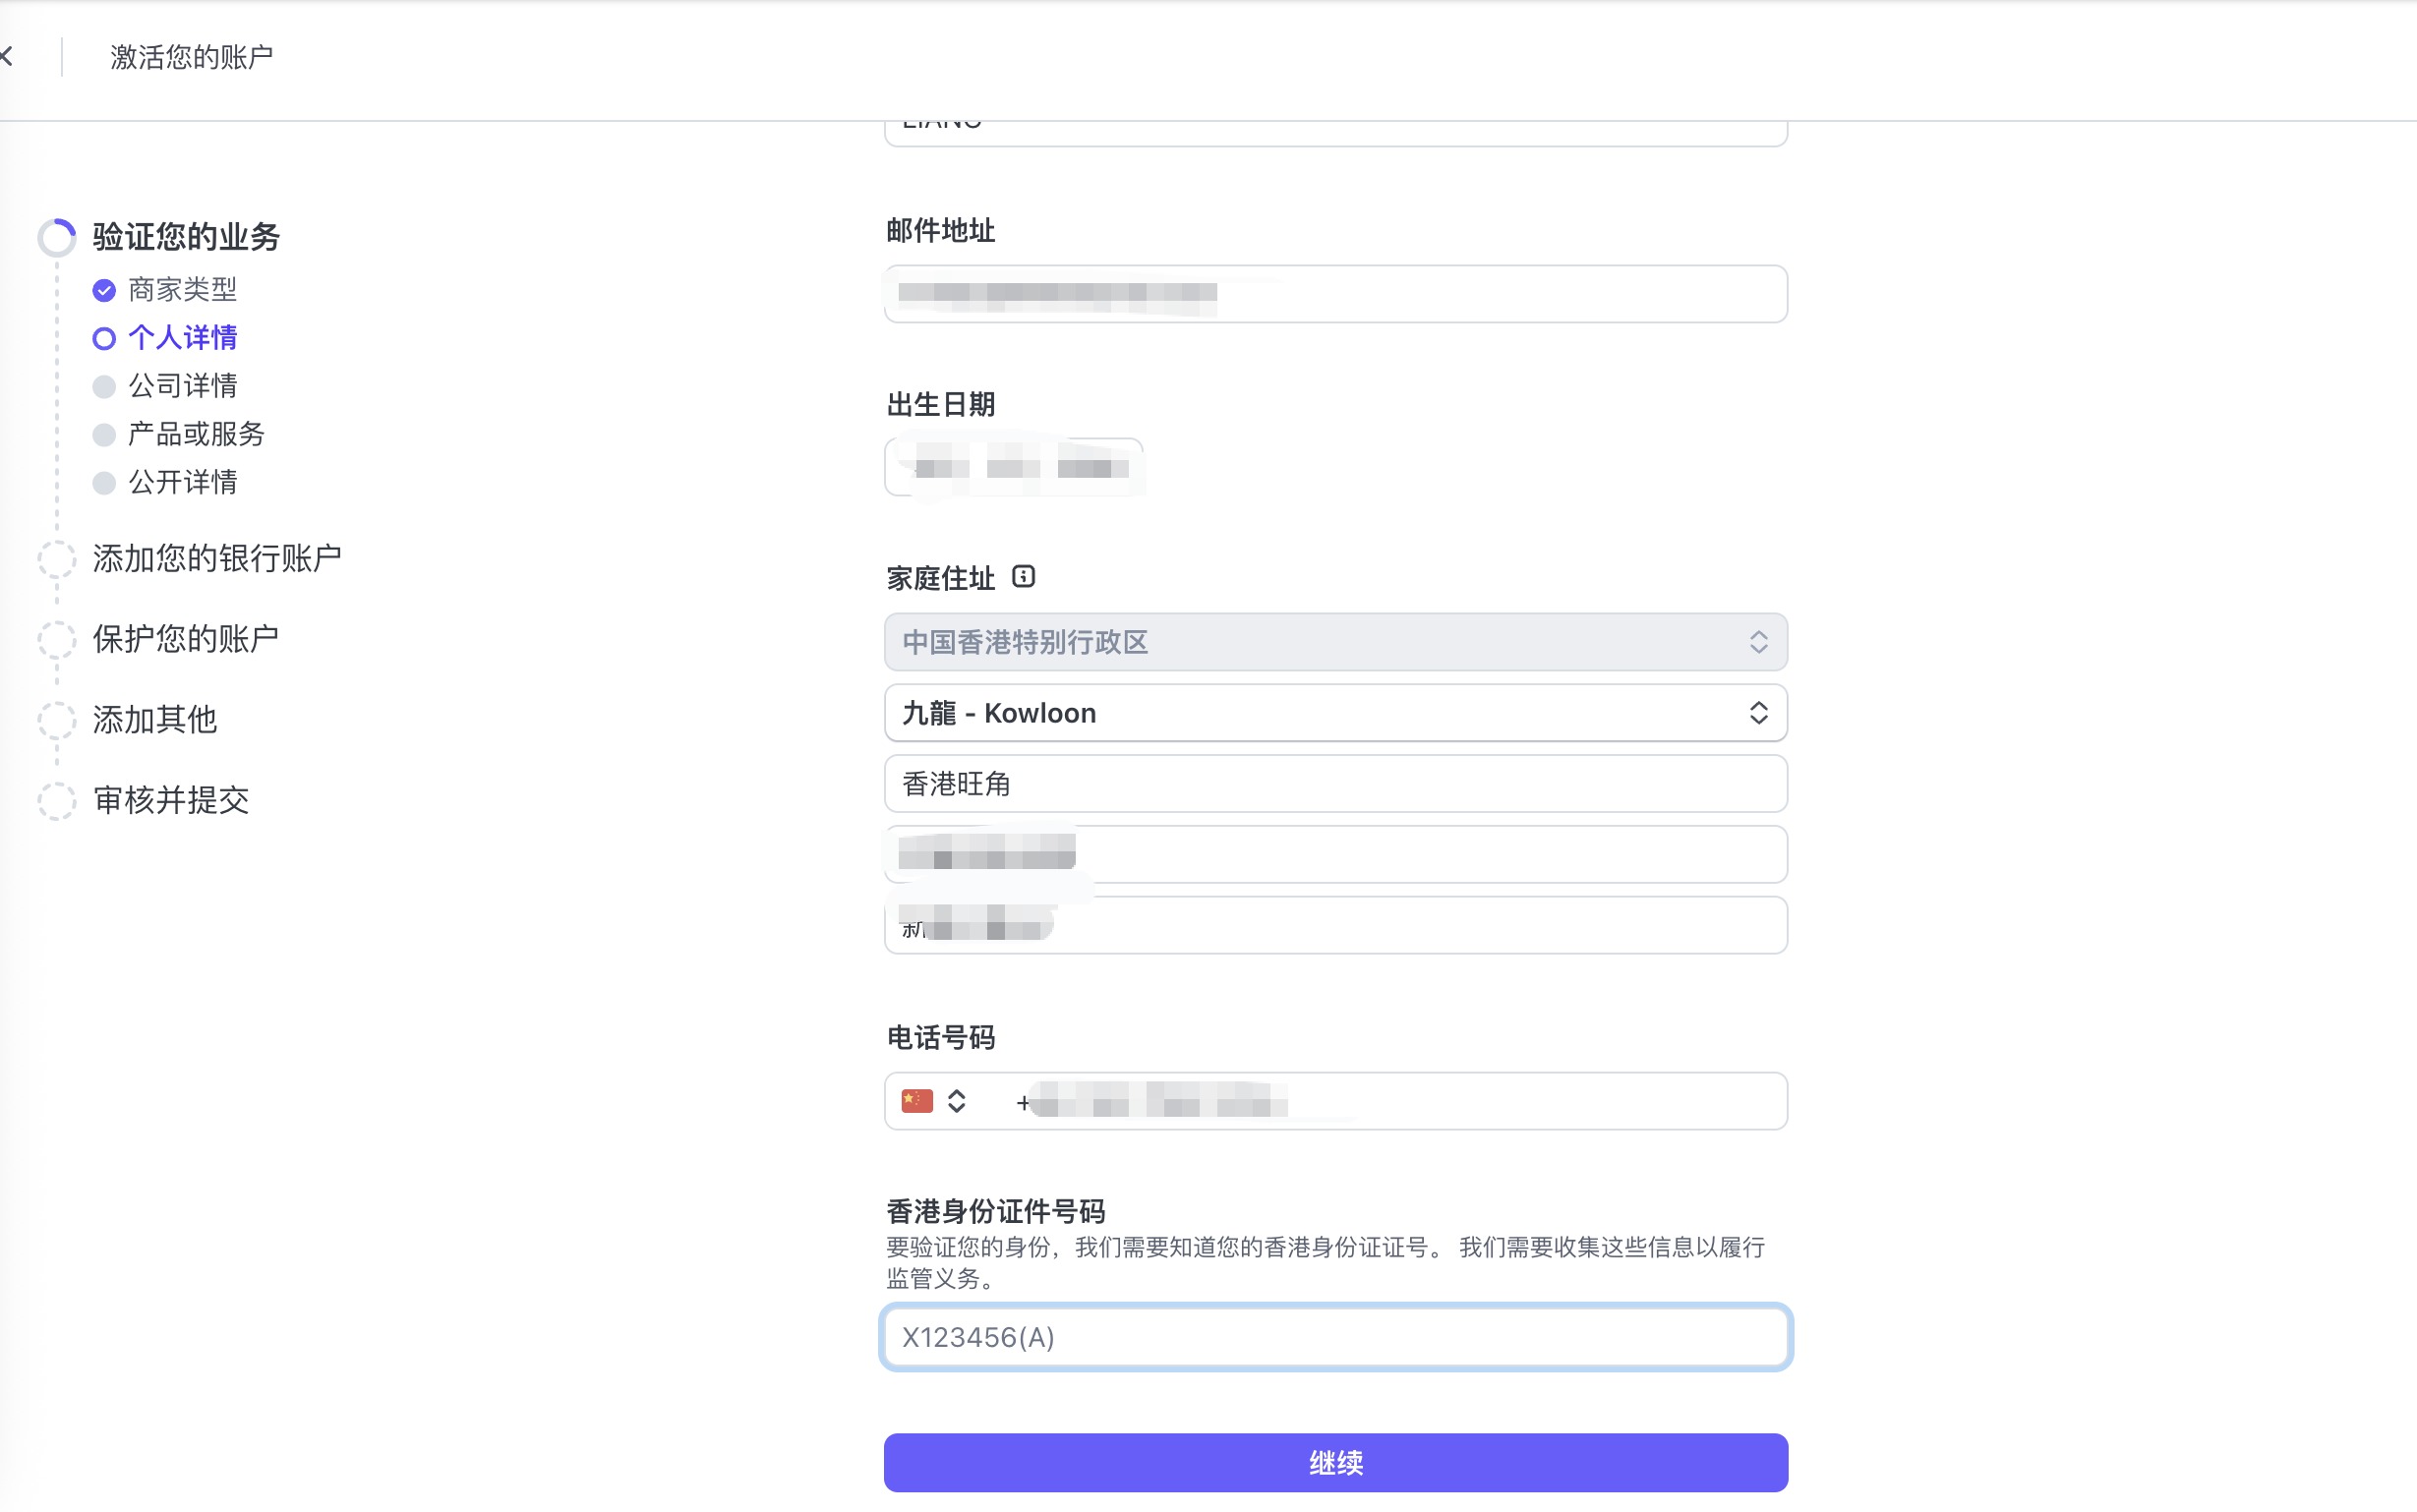 激活您的账户
验证您的业务
商家类型
个人详情
公司详情
产品或服务
公开详情
添加您的银行账户
保护您的账户
添加其他
审核并提交
邮件地址
出生日期
家庭住址
中国香港特别行政区
九龍 - Kowloon
香港旺角
新
电话号码
+
香港身份证件号码
要验证您的身份，我们需要知道您的香港身份证证号。 我们需要收集这些信息以履行
监管义务。
X123456(A)
继续